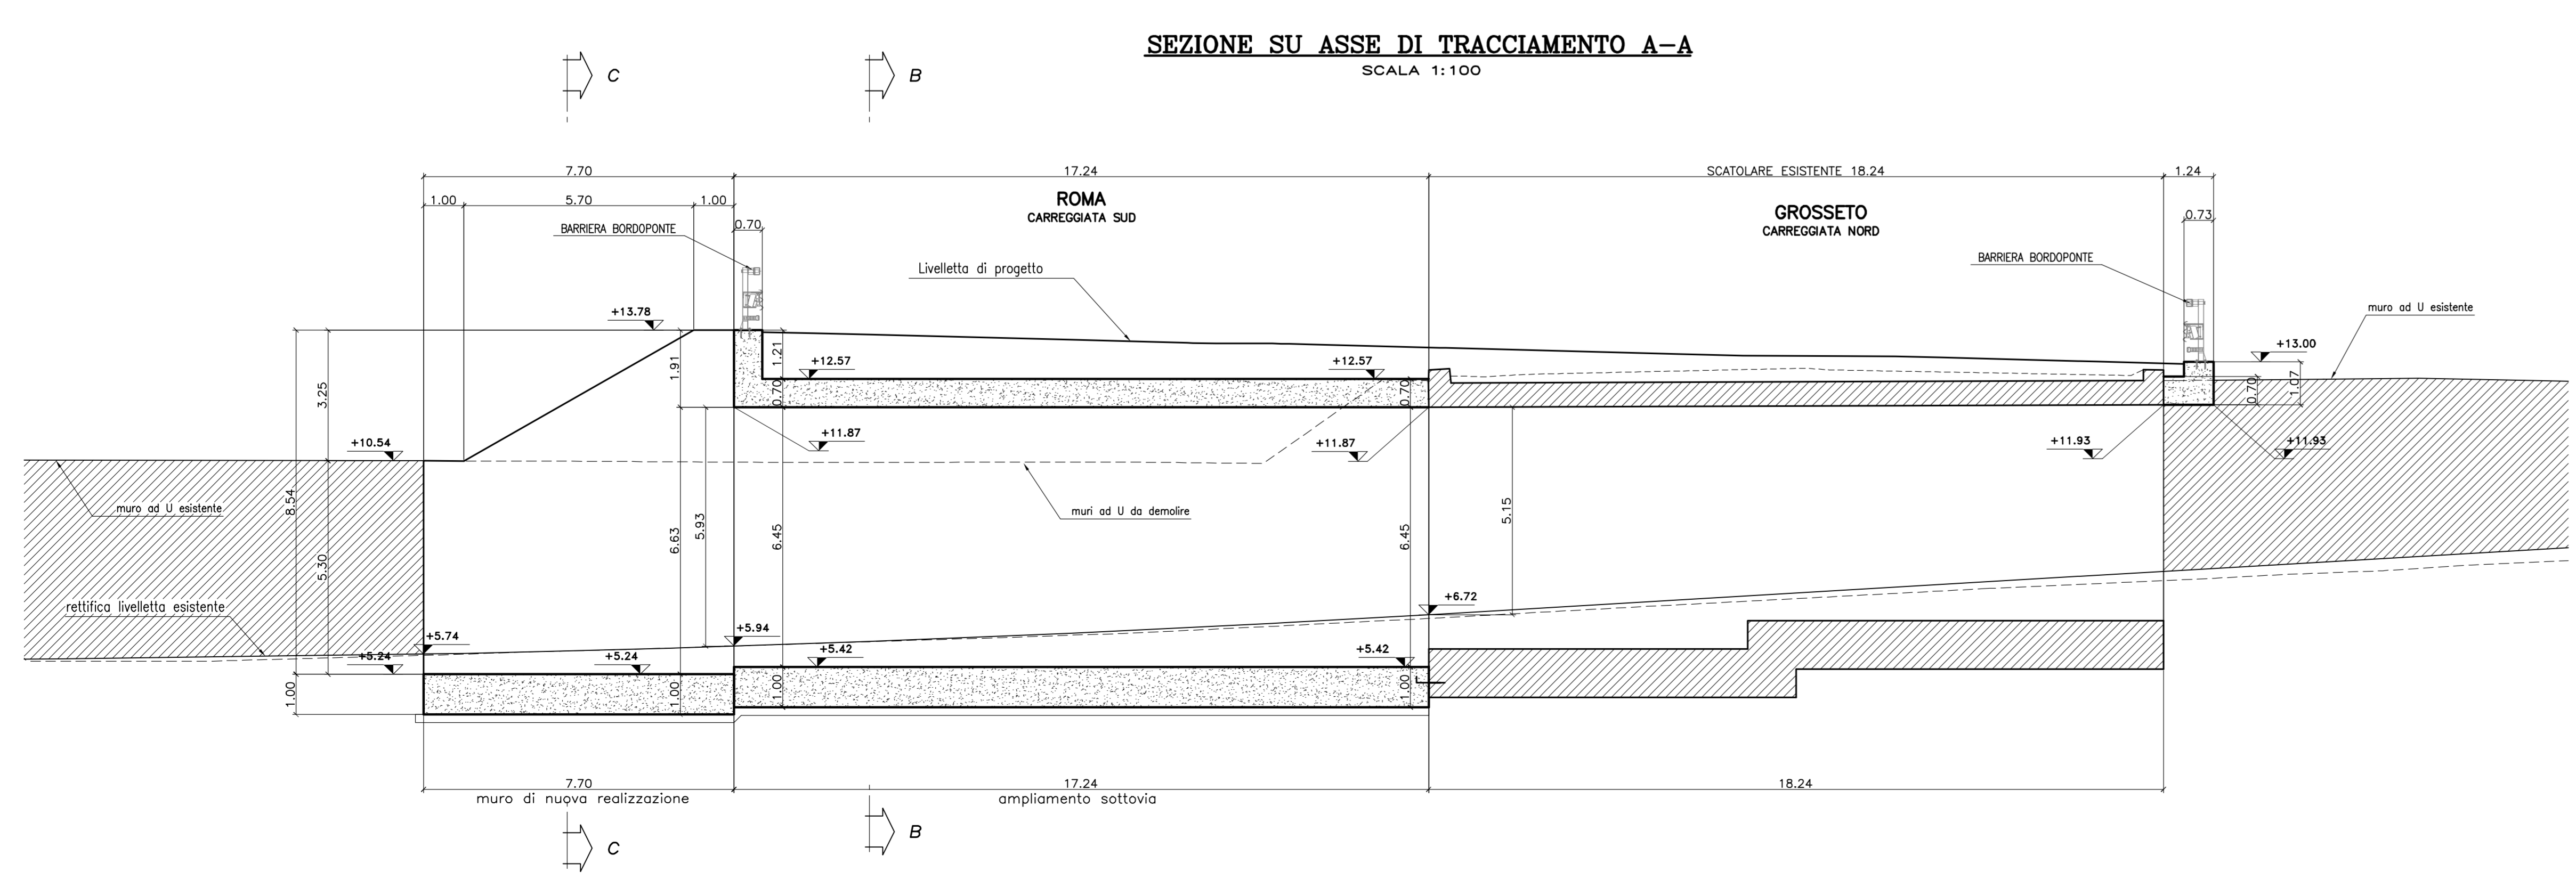 SEZIONE SU ASSE DI TRACCIAMENTO A-A
SCALA 1:100
C
B
7.70
17.24
SCATOLARE ESISTENTE 18.24
1.24
1.00
5.70
1.00
ROMA
CARREGGIATA SUD
GROSSETO
CARREGGIATA NORD
0.73
0.70
BARRIERA BORDOPONTE
BARRIERA BORDOPONTE
Livelletta di progetto
muro ad U esistente
+13.78
+13.00
1.91
1.21
+12.57
+12.57
3.25
0.70
0.70
0.70
1.07
+10.54
+11.87
+11.87
+11.93
+11.93
muro ad U esistente
muri ad U da demolire
8.54
5.30
6.63
5.93
6.45
6.45
5.15
rettifica livelletta esistente
+6.72
+5.74
+5.94
+5.24
+5.24
+5.42
+5.42
1.00
1.00
1.00
1.00
7.70
17.24
18.24
muro di nuova realizzazione
ampliamento sottovia
B
C